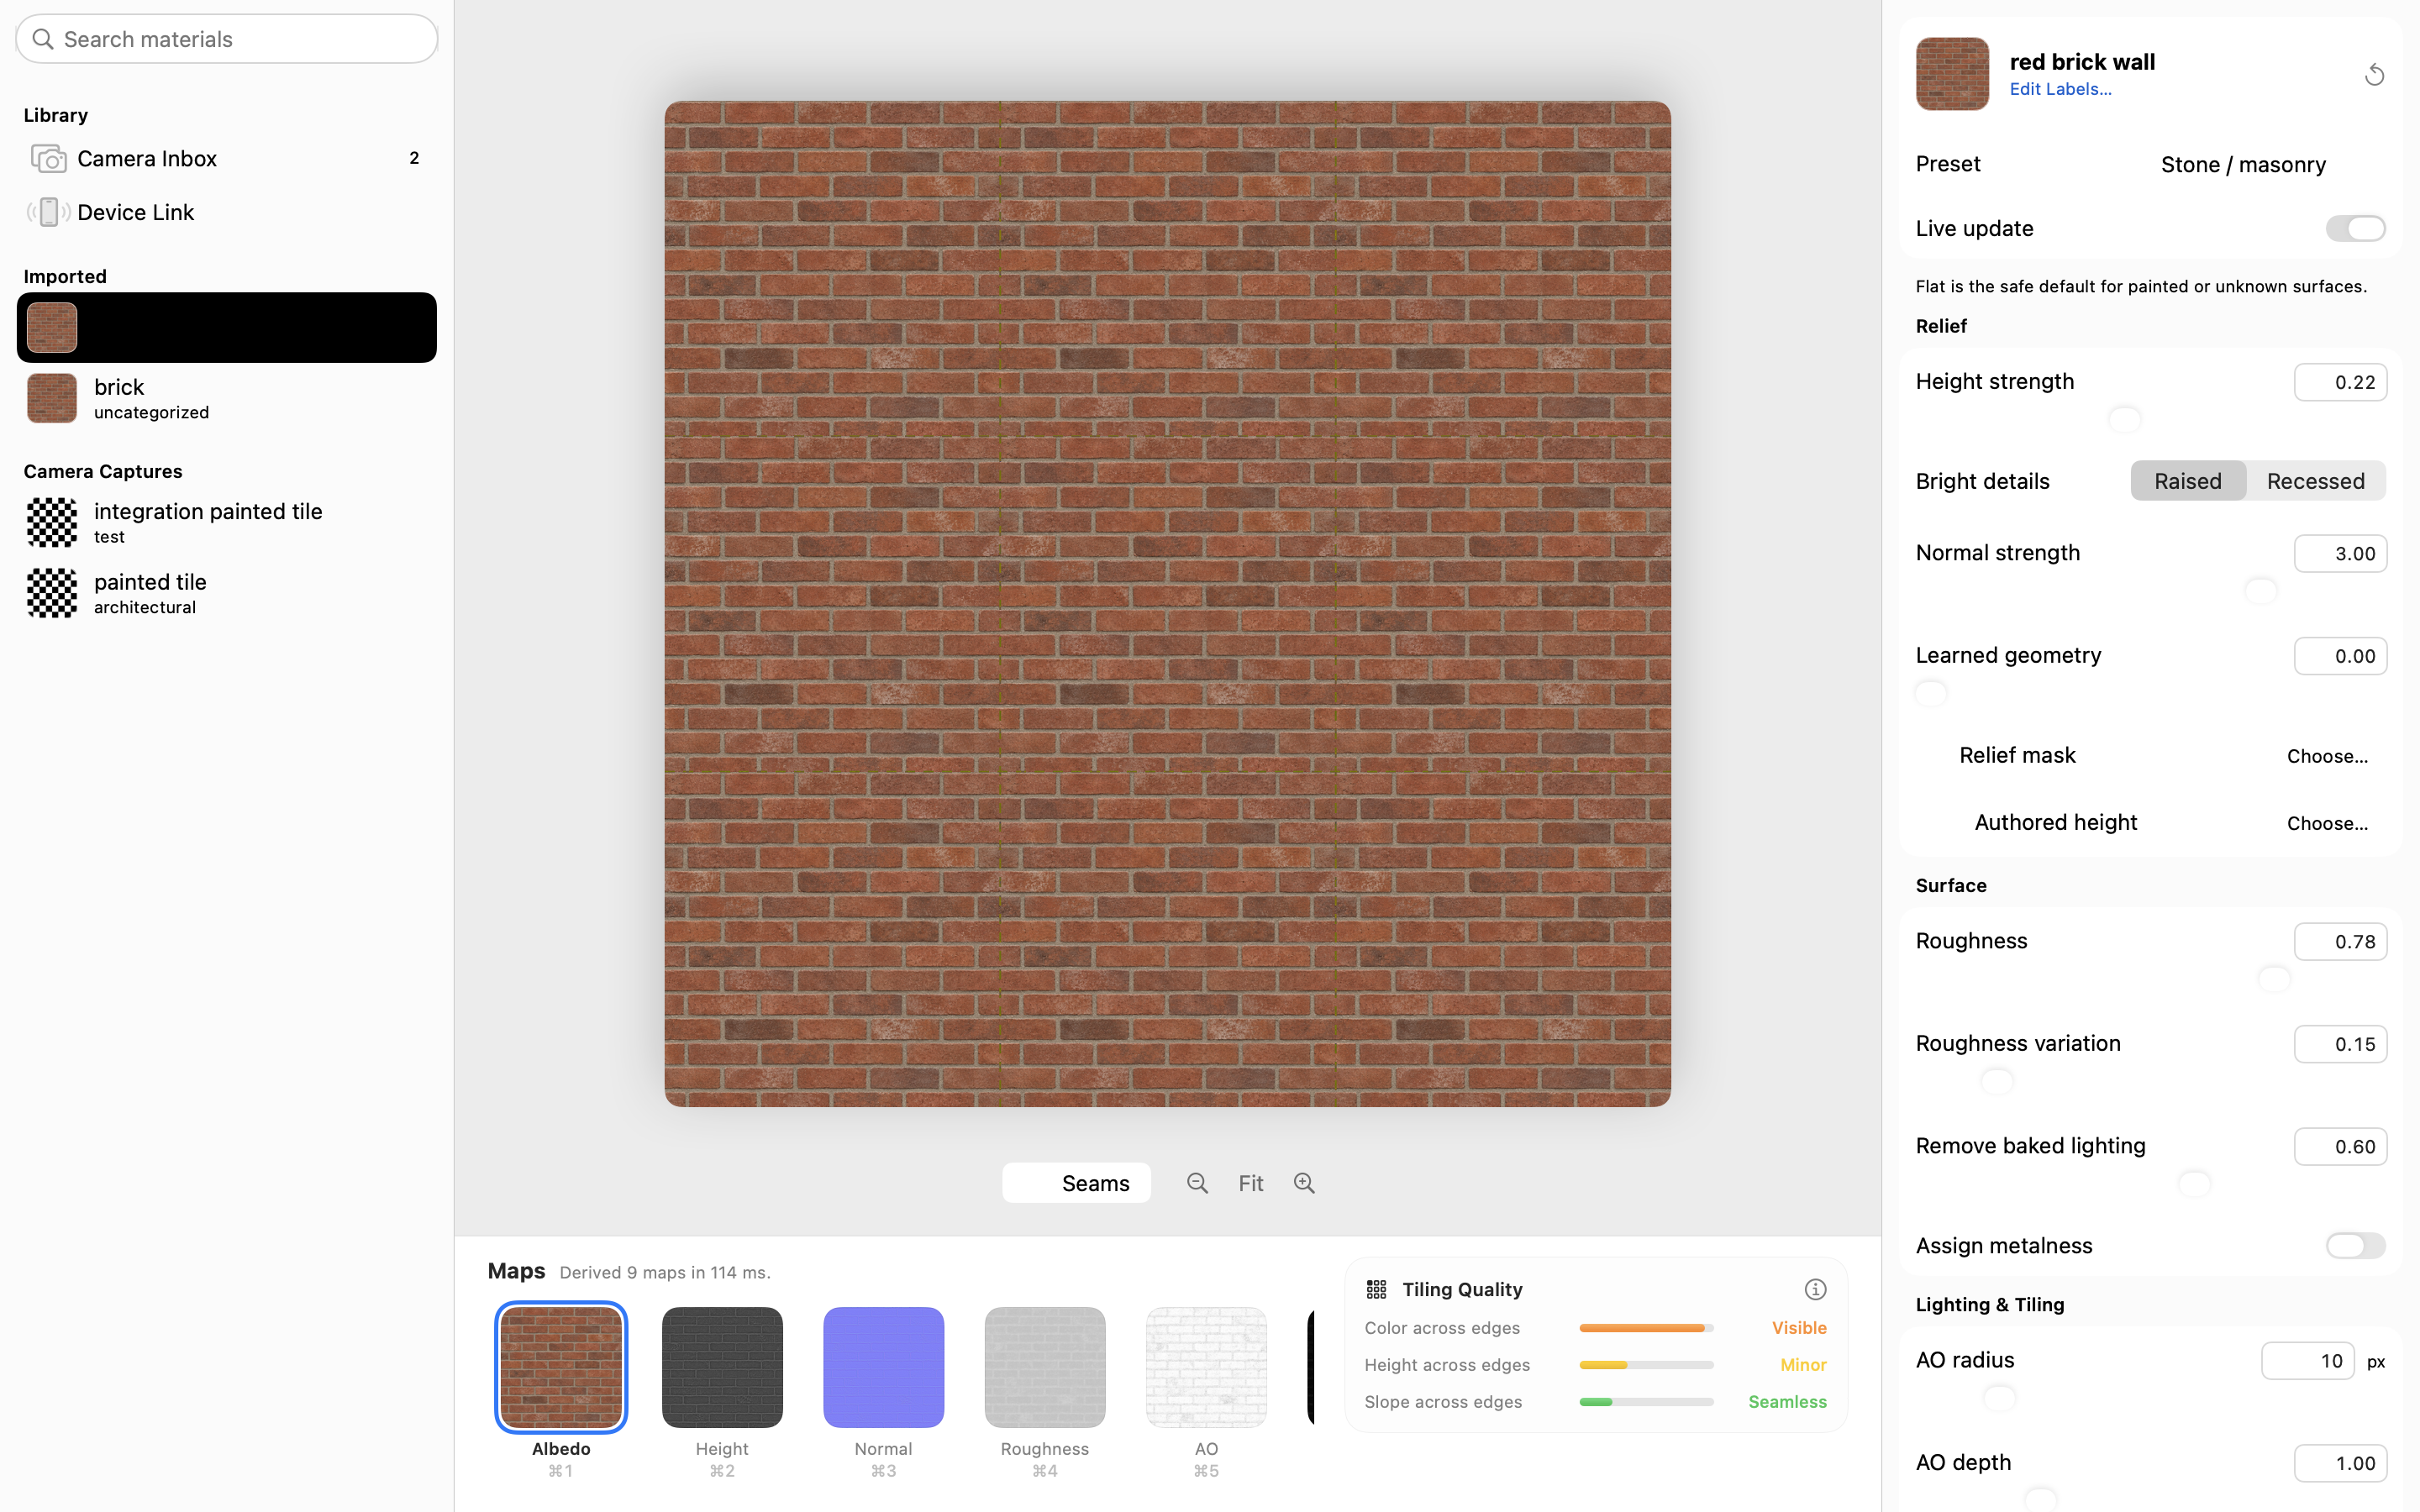 Search materials
Library
Camera Inbox 2
Device Link
Imported
brick
uncategorized
Camera Captures
integration painted tile
test
painted tile
architectural
Seams
Fit
Maps Derived 9 maps in 114 ms.
Albedo
⌘1
Height
⌘2
Normal
⌘3
Roughness
⌘4
AO
⌘5
Tiling Quality
Color across edges Visible
Height across edges Minor
Slope across edges Seamless
red brick wall
Edit Labels...
Preset Stone / masonry
Live update
Flat is the safe default for painted or unknown surfaces.
Relief
Height strength 0.22
Bright details Raised Recessed
Normal strength 3.00
Learned geometry 0.00
Relief mask Choose...
Authored height Choose...
Surface
Roughness 0.78
Roughness variation 0.15
Remove baked lighting 0.60
Assign metalness
Lighting & Tiling
AO radius 10 px
AO depth 1.00